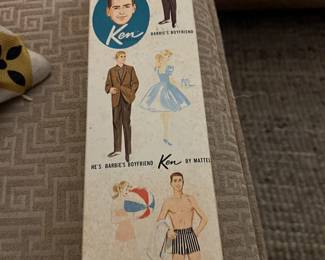 Ken
BARBIE'S BOYFRIEND
HE'S BARBIE'S BOYFRIEND Ken BY MATTEL